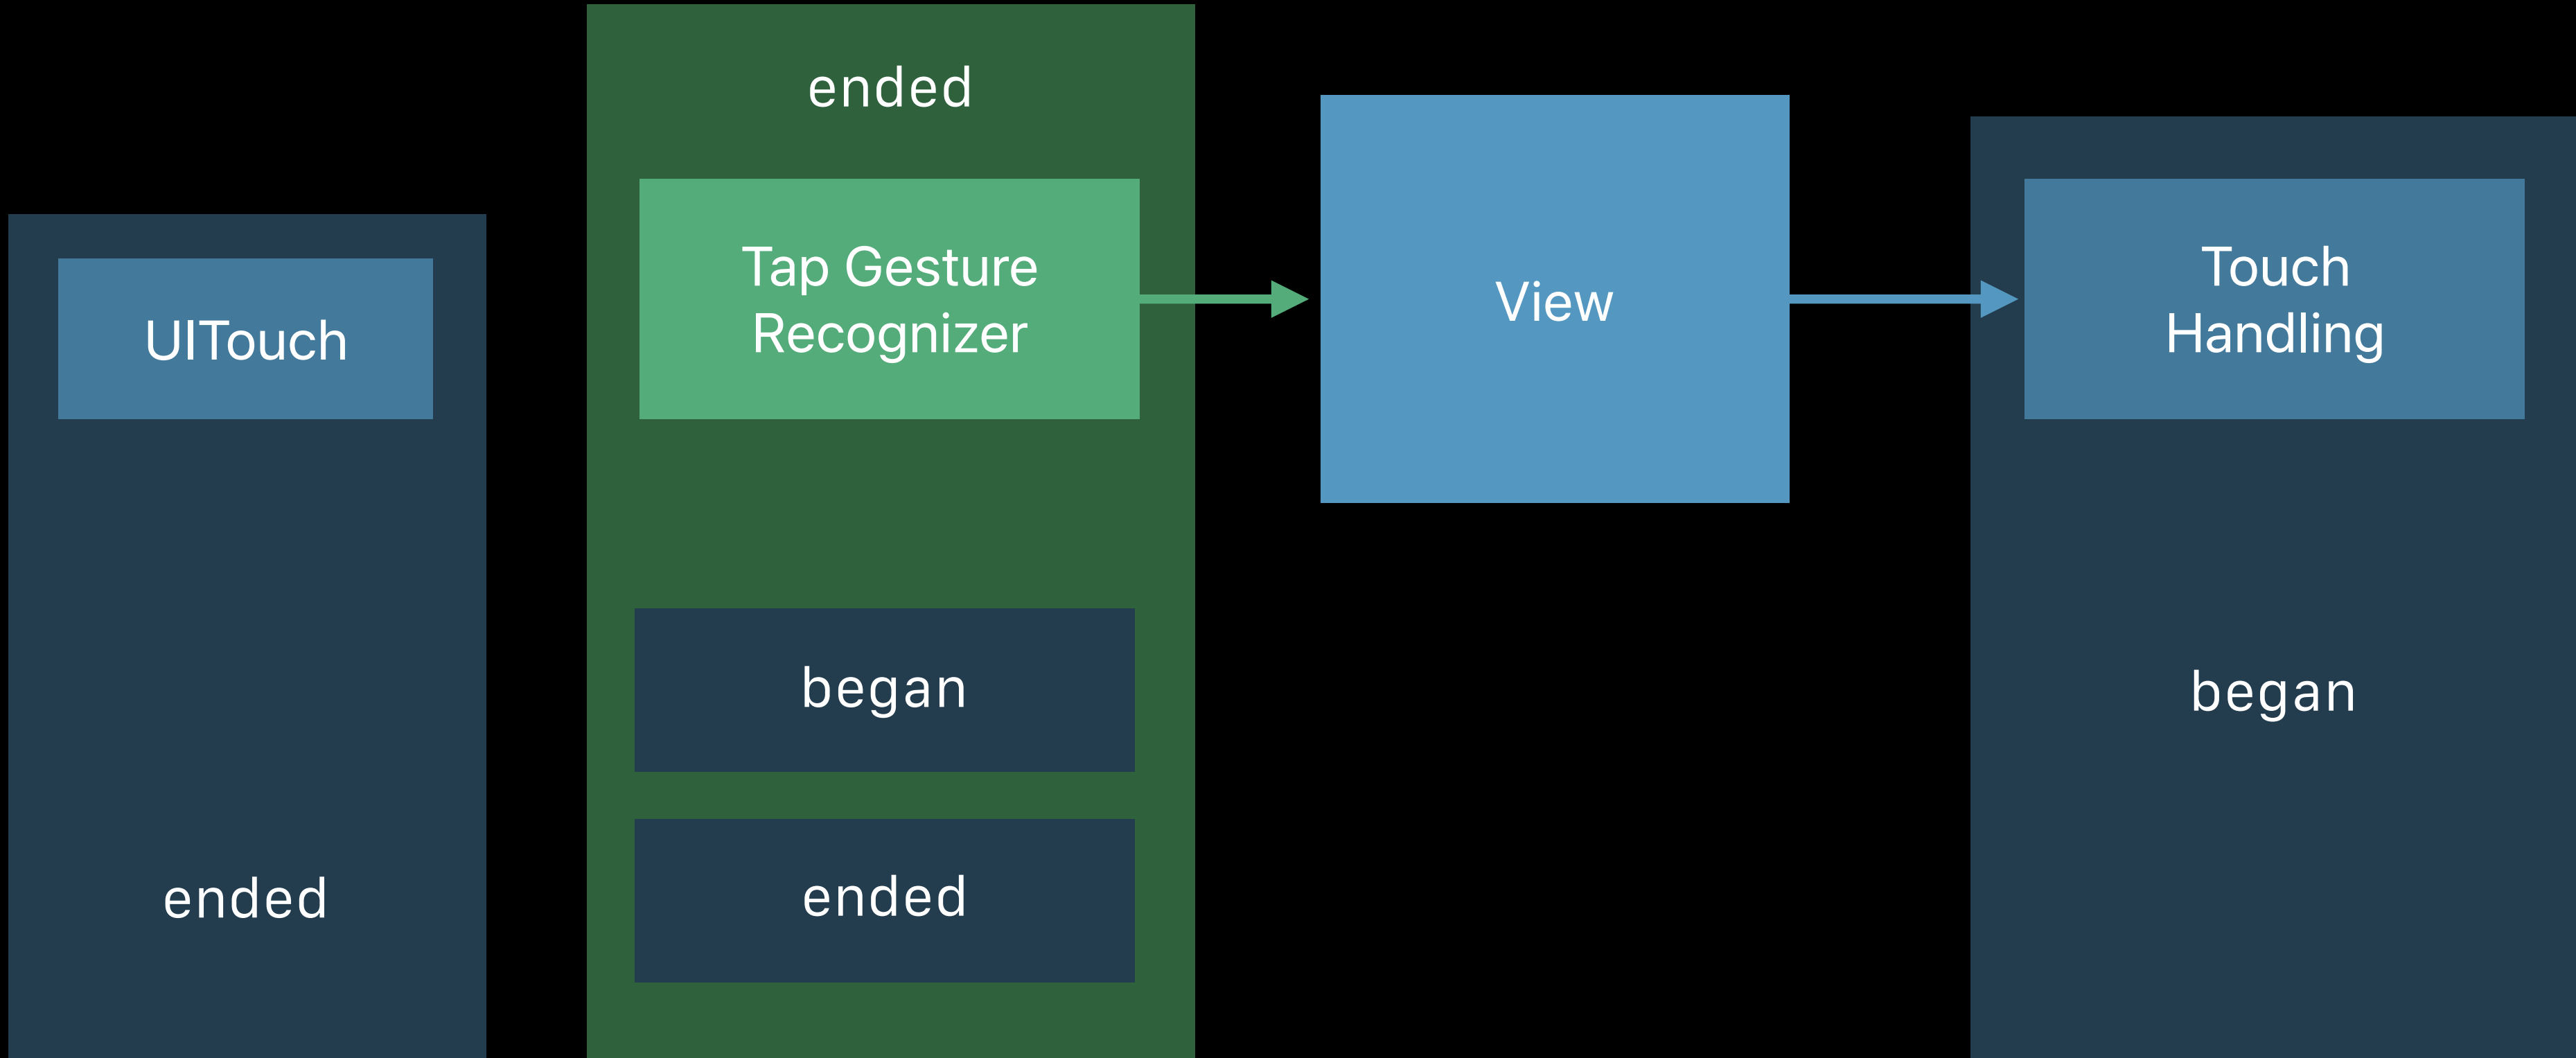 UITouch
ended
ended
Tap Gesture
Recognizer
began
ended
View
Touch
Handling
began